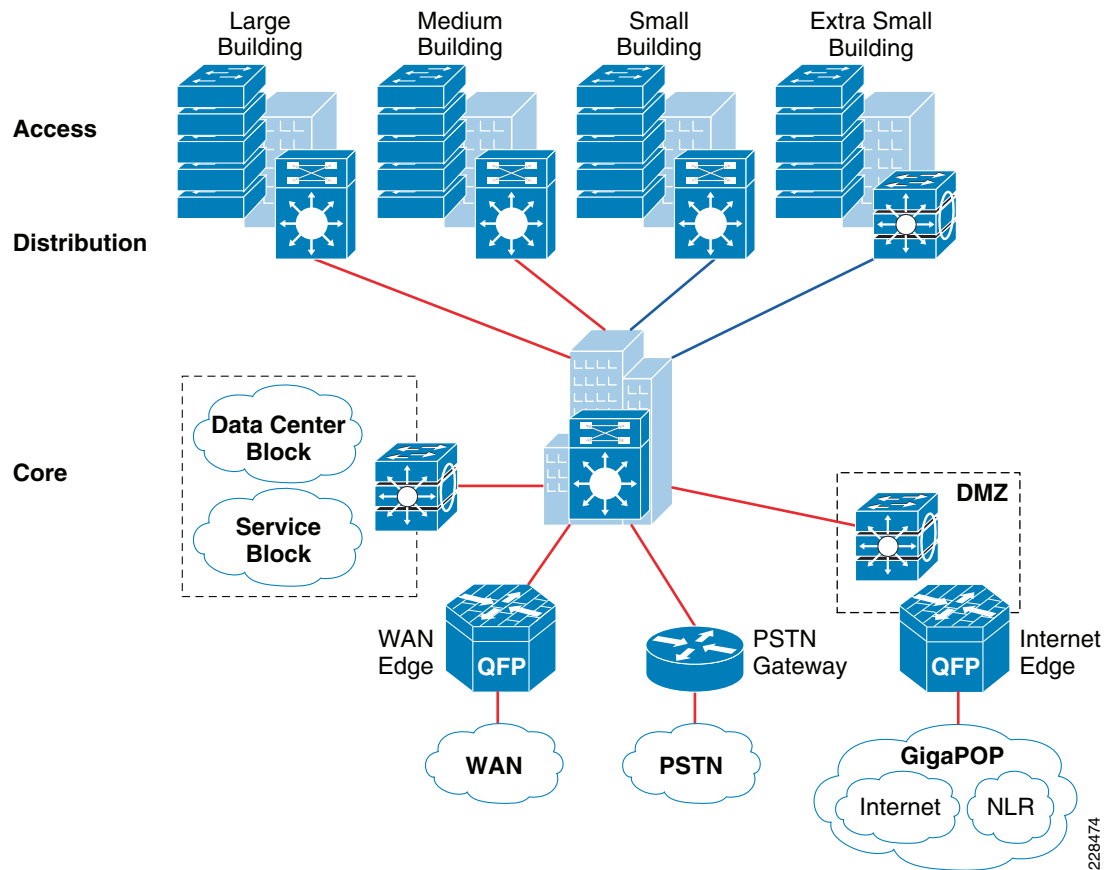 Large
Building
Medium
Building
Small
Building
Extra Small
Building
Access
Distribution
Core
Data Center
Block
Service
Block
DMZ
WAN
Edge
QFP
PSTN
Gateway
QFP
Internet
Edge
WAN
PSTN
GigaPOP
Internet
NLR
228474